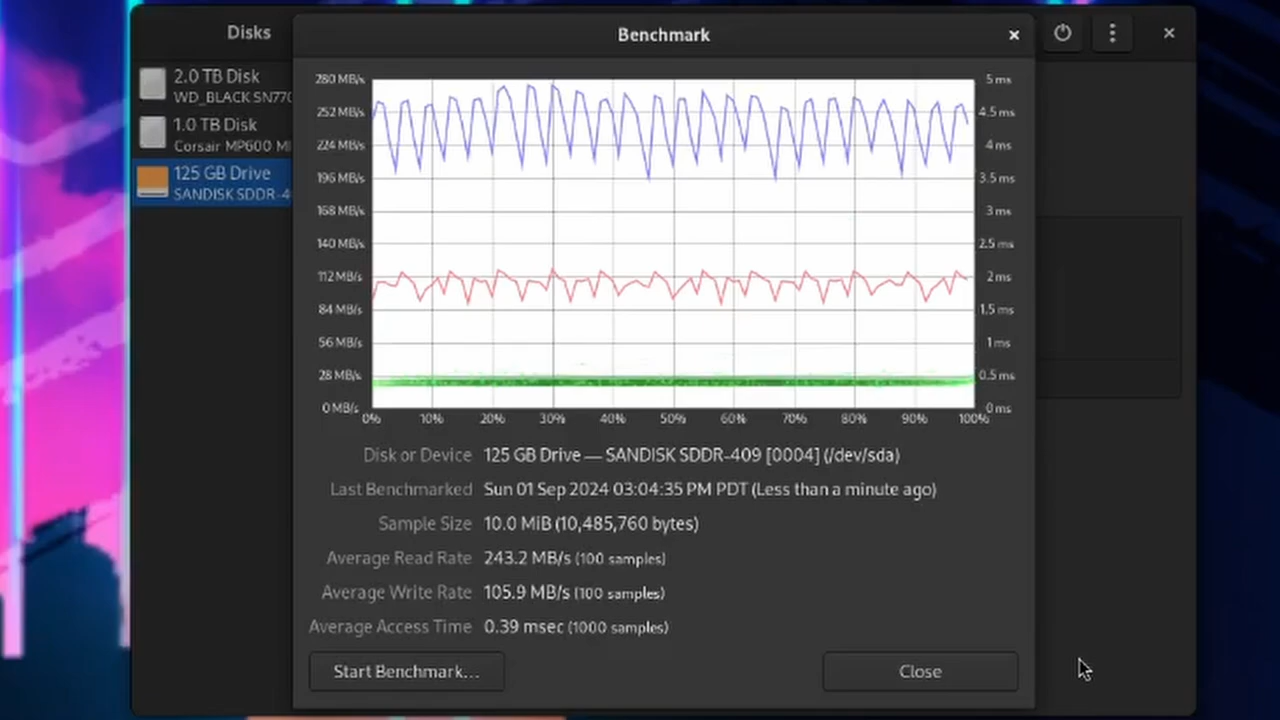 Disks
Benchmark
2.0 TB Disk
WD_BLACK SN770
1.0 TB Disk
Corsair MP600
125 GB Drive
SANDISK SDDR-4
280 MB/s
252 MB/s
224 MB/s
196 MB/s
168 MB/s
140 MB/s
112 MB/s
84 MB/s
56 MB/s
28 MB/s
0 MB/s
5 ms
4.5 ms
4 ms
3.5 ms
3 ms
2.5 ms
2 ms
1.5 ms
1 ms
0.5 ms
0 ms
0% 10% 20% 30% 40% 50% 60% 70% 80% 90% 100%
Disk or Device 125 GB Drive — SANDISK SDDR-409 [0004] (/dev/sda)
Last Benchmarked Sun 01 Sep 2024 03:04:35 PM PDT (Less than a minute ago)
Sample Size 10.0 MiB (10,485,760 bytes)
Average Read Rate 243.2 MB/s (100 samples)
Average Write Rate 105.9 MB/s (100 samples)
Average Access Time 0.39 msec (1000 samples)
Start Benchmark...
Close